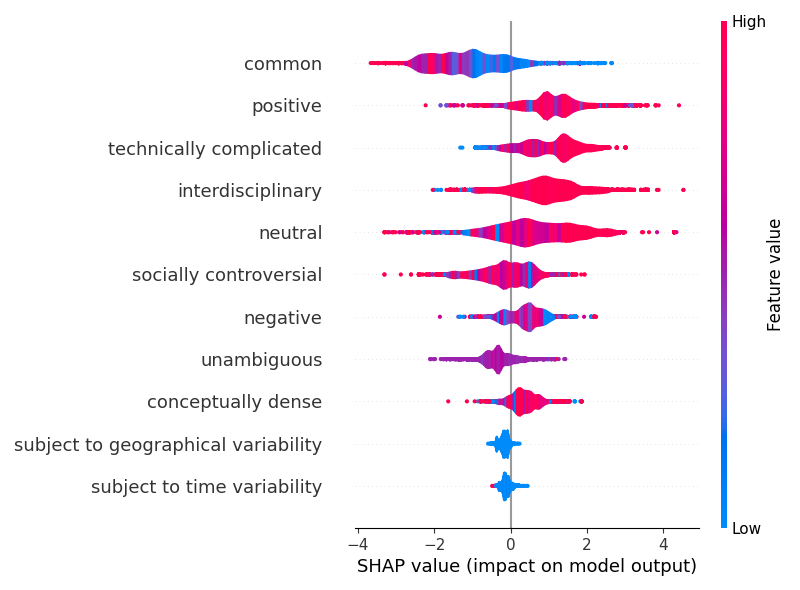 High
common
positive
technically complicated
interdisciplinary
neutral
socially controversial
negative
unambiguous
conceptually dense
subject to geographical variability
subject to time variability
Feature value
Low
−4 −2 0 2 4
SHAP value (impact on model output)